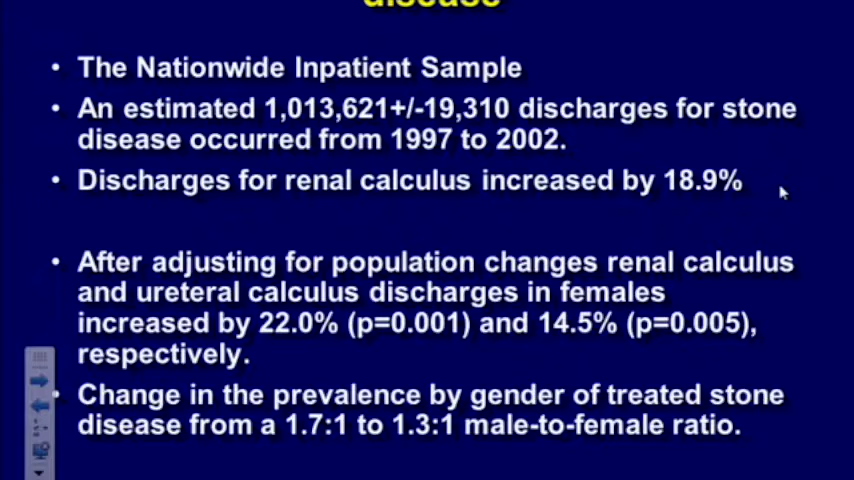 disease
• The Nationwide Inpatient Sample
• An estimated 1,013,621+/-19,310 discharges for stone
disease occurred from 1997 to 2002.
• Discharges for renal calculus increased by 18.9%
• After adjusting for population changes renal calculus
and ureteral calculus discharges in females
increased by 22.0% (p=0.001) and 14.5% (p=0.005),
respectively.
• Change in the prevalence by gender of treated stone
disease from a 1.7:1 to 1.3:1 male-to-female ratio.